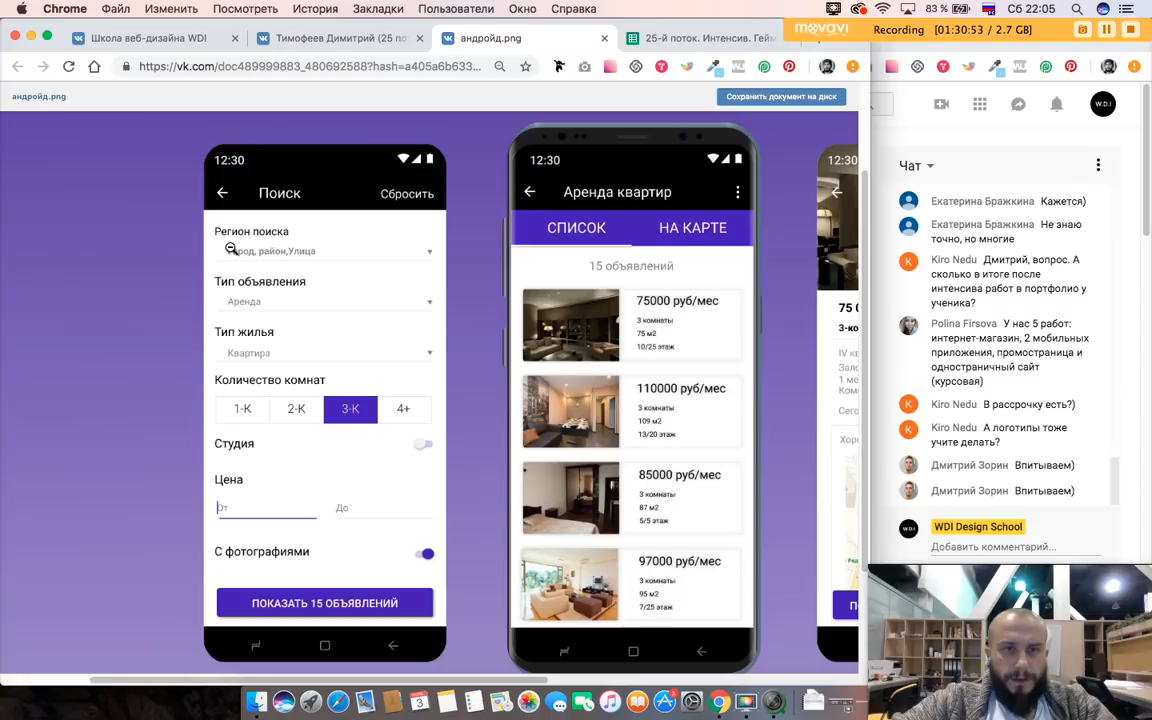 Chrome Файл Изменить Просмотреть История Закладки Пользователи Окно Справка 83 % Сб 22:05
Школа веб-дизайна WDI
Тимофеев Димитрий (25 по
андройд.png
25-й поток. Интенсив. Гейм
movavi
Recording [01:30:53 / 2.7 GB]
https://vk.com/doc489999883_480692588?hash=a405a6b633...
андройд.png
Сохранить документ на диск
12:30
Поиск Сбросить
Регион поиска
район,Улица
Тип объявления
Аренда
Тип жилья
Квартира
Количество комнат
1-К 2-К 3-К 4+
Студия
Цена
От До
С фотографиями
ПОКАЗАТЬ 15 ОБЪЯВЛЕНИЙ
12:30
Аренда квартир
СПИСОК НА КАРТЕ
15 объявлений
75000 руб/мес
3 комнаты
75 м2
10/25 этаж
110000 руб/мес
3 комнаты
109 м2
13/20 этаж
85000 руб/мес
3 комнаты
87 м2
5/5 этаж
97000 руб/мес
3 комнаты
95 м2
7/25 этаж
12:30
W.D.I
Чат
Екатерина Бражкина Кажется)
Екатерина Бражкина Не знаю
точно, но многие
Kiro Nedu Дмитрий, вопрос. А
сколько в итоге после
интенсива работ в портфолио у
ученика?
Polina Firsova У нас 5 работ:
интернет-магазин, 2 мобильных
приложения, промостраница и
одностраничный сайт
(курсовая)
Kiro Nedu В рассрочку есть?)
Kiro Nedu А логотипы тоже
учите делать?
Дмитрий Зорин Впитываем)
Дмитрий Зорин Впитываем)
WDI Design School
Добавить комментарий...